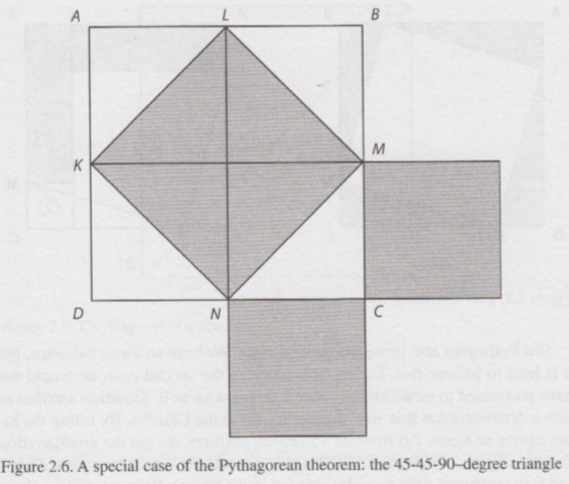 A L B
K M
D N C
Figure 2.6. A special case of the Pythagorean theorem: the 45-45-90–degree triangle